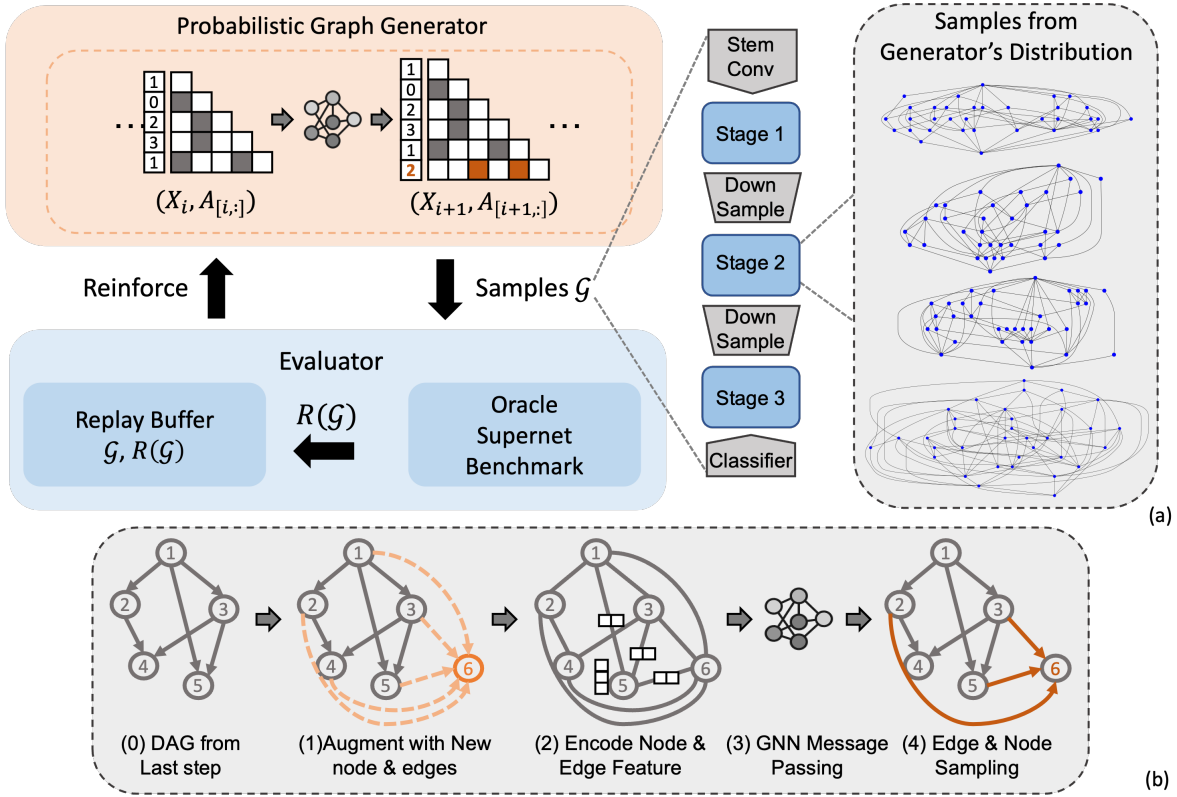 Probabilistic Graph Generator
1
0
2
3
1
...
(X_i, A_[i,:])
1
0
2
3
1
2
...
(X_{i+1}, A_[i+1,:])
Reinforce
Samples 𝒢
Evaluator
Replay Buffer
𝒢, R(𝒢)
R(𝒢)
Oracle
Supernet
Benchmark
Stem
Conv
Stage 1
Down
Sample
Stage 2
Down
Sample
Stage 3
Classifier
Samples from
Generator's Distribution
(a)
1
2
3
4
5
(0) DAG from
Last step
1
2
3
4
5
6
(1)Augment with New
node & edges
1
2
3
4
5
6
(2) Encode Node &
Edge Feature
(3) GNN Message
Passing
1
2
3
4
5
6
(4) Edge & Node
Sampling
(b)